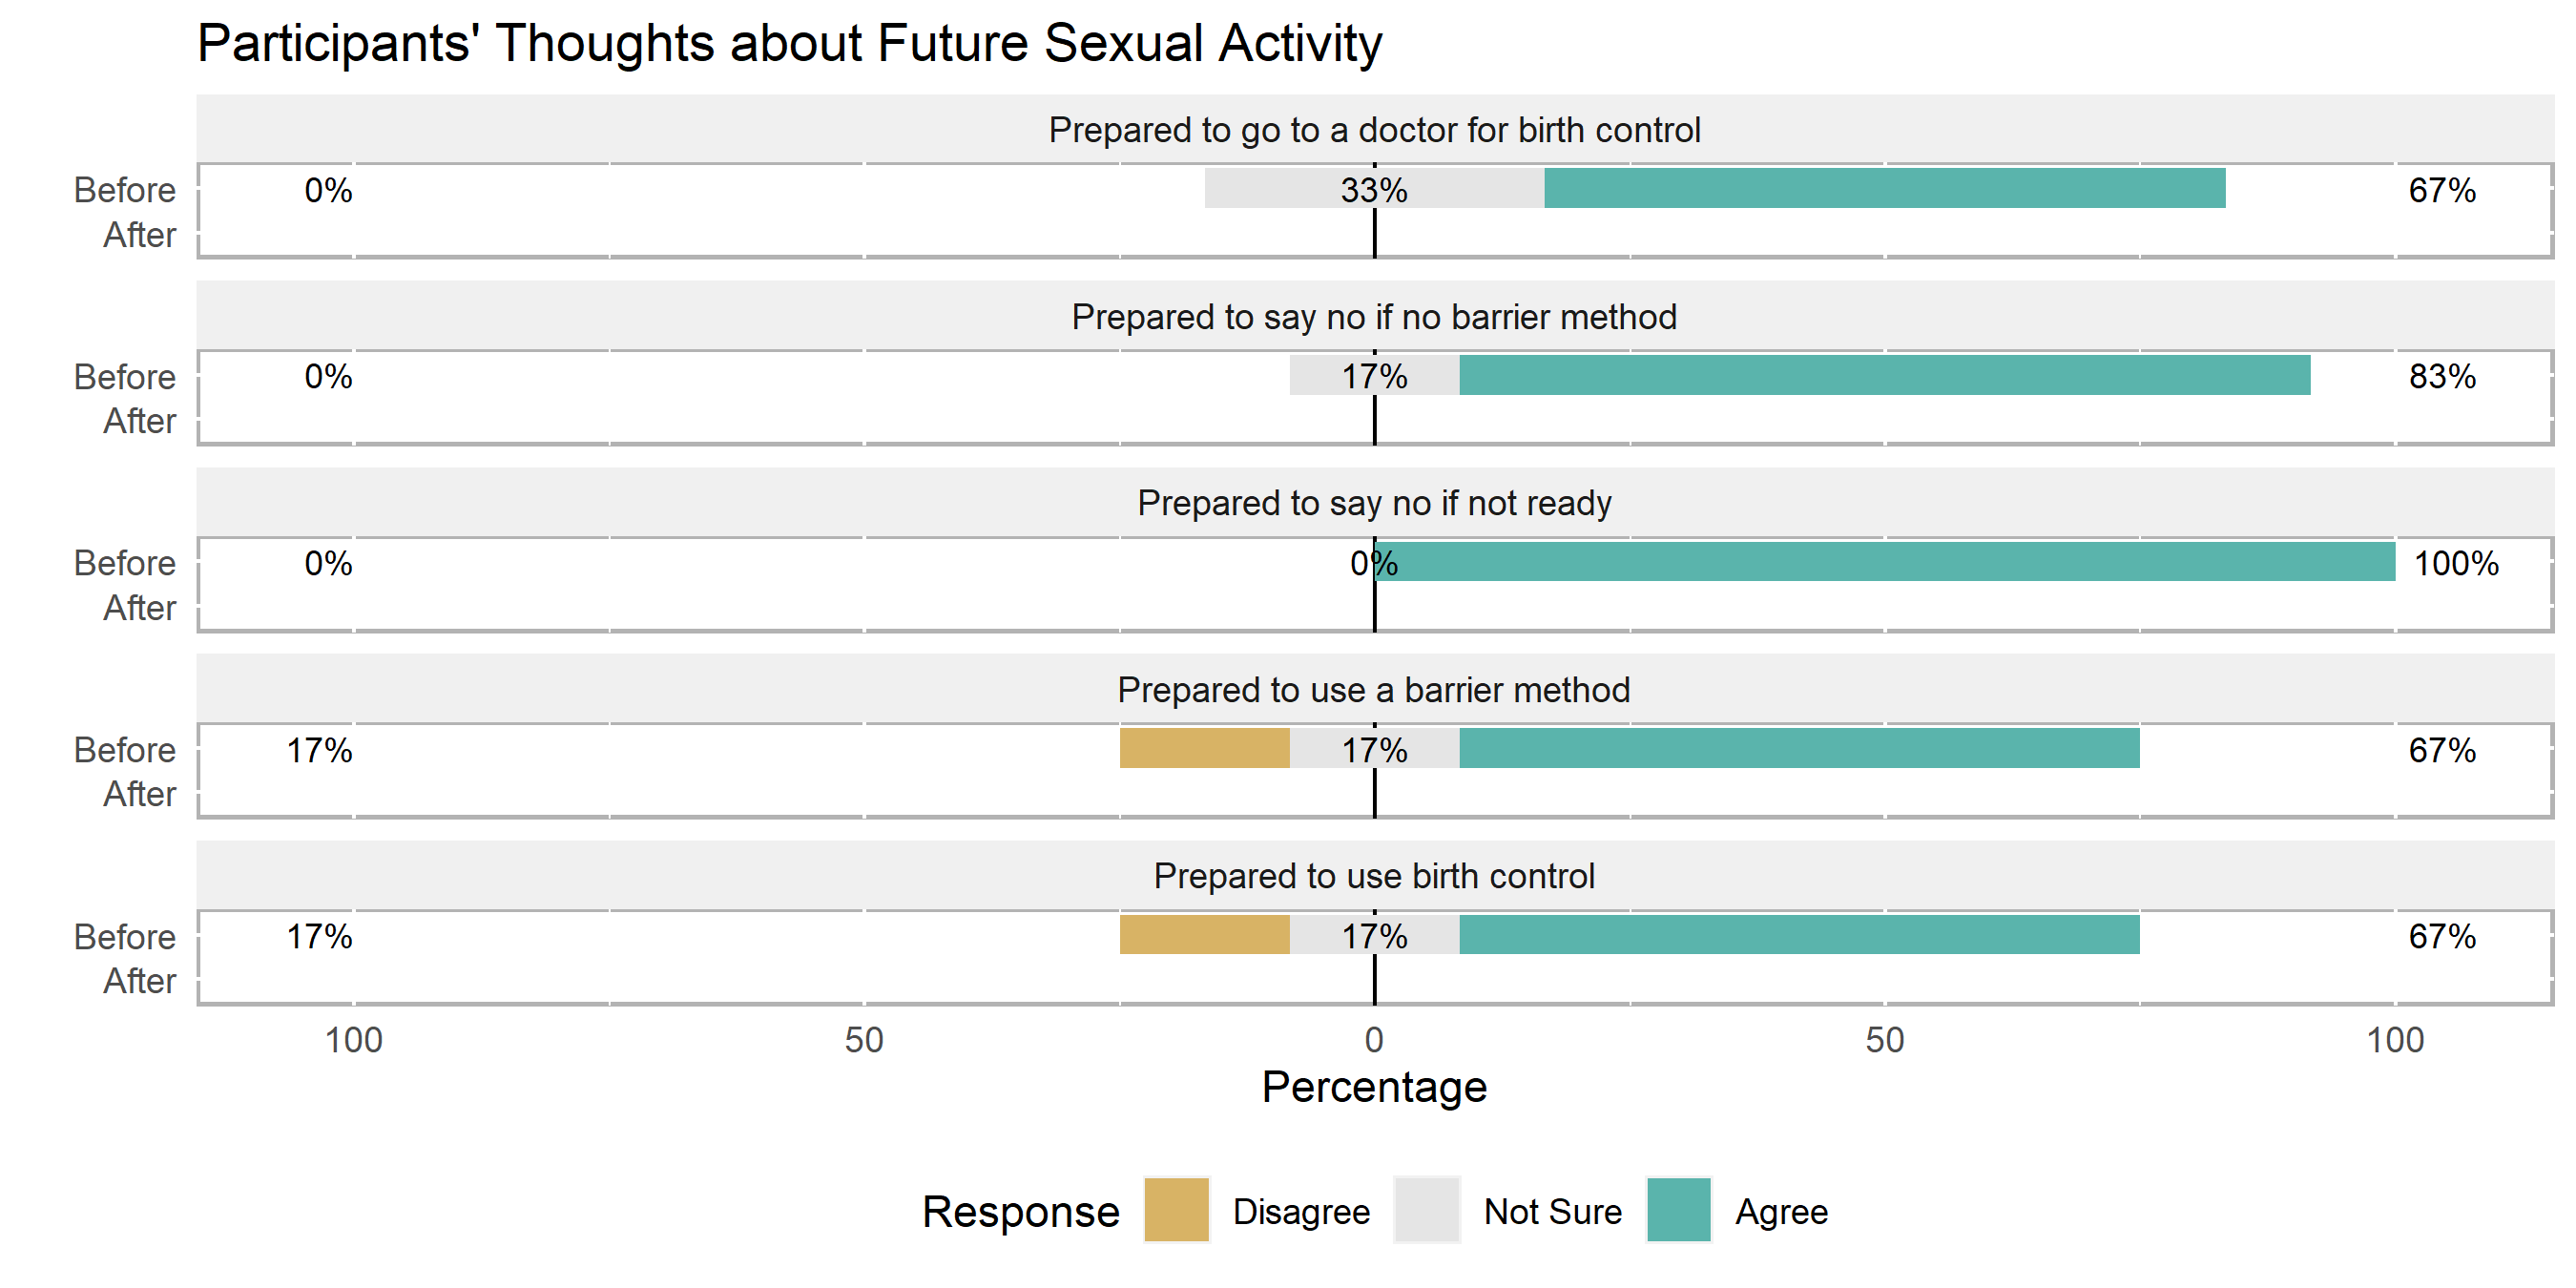 Participants' Thoughts about Future Sexual Activity
Prepared to go to a doctor for birth control
Before 0% 33% 67%
After
Prepared to say no if no barrier method
Before 0% 17% 83%
After
Prepared to say no if not ready
Before 0% 0% 100%
After
Prepared to use a barrier method
Before 17% 17% 67%
After
Prepared to use birth control
Before 17% 17% 67%
After
100 50 0 50 100
Percentage
Response Disagree Not Sure Agree